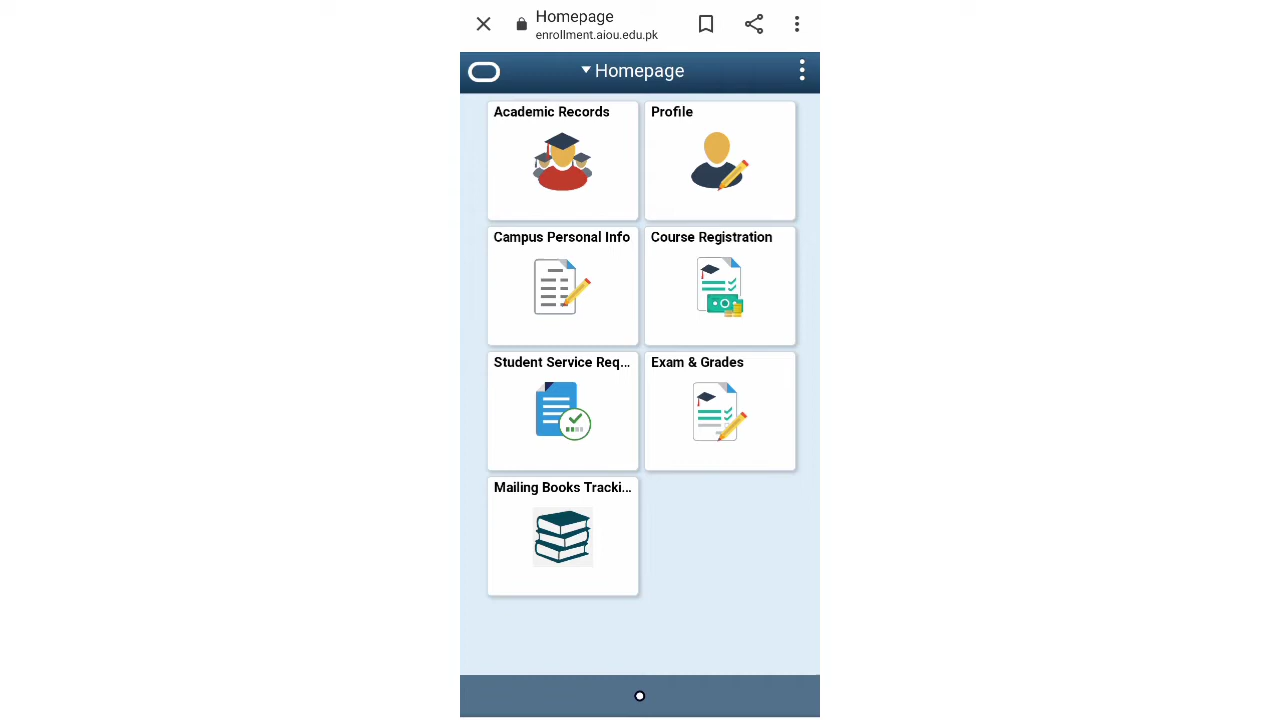 Homepage
enrollment.aiou.edu.pk
Homepage
Academic Records
Profile
Campus Personal Info
Course Registration
Student Service Req...
Exam & Grades
Mailing Books Tracki...